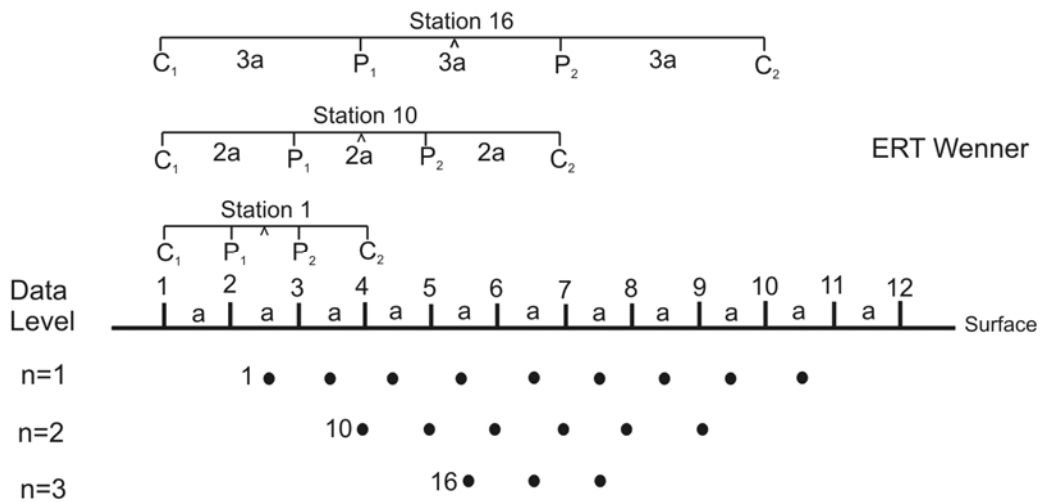 Station 16
C₁ 3a P₁ 3a P₂ 3a C₂
Station 10
C₁ 2a P₁ 2a P₂ 2a C₂
ERT Wenner
Station 1
C₁ P₁ P₂ C₂
1 2 3 4 5 6 7 8 9 10 11 12
Data
Level
a a a a a a a a a a a
Surface
n=1 1
n=2 10
n=3 16